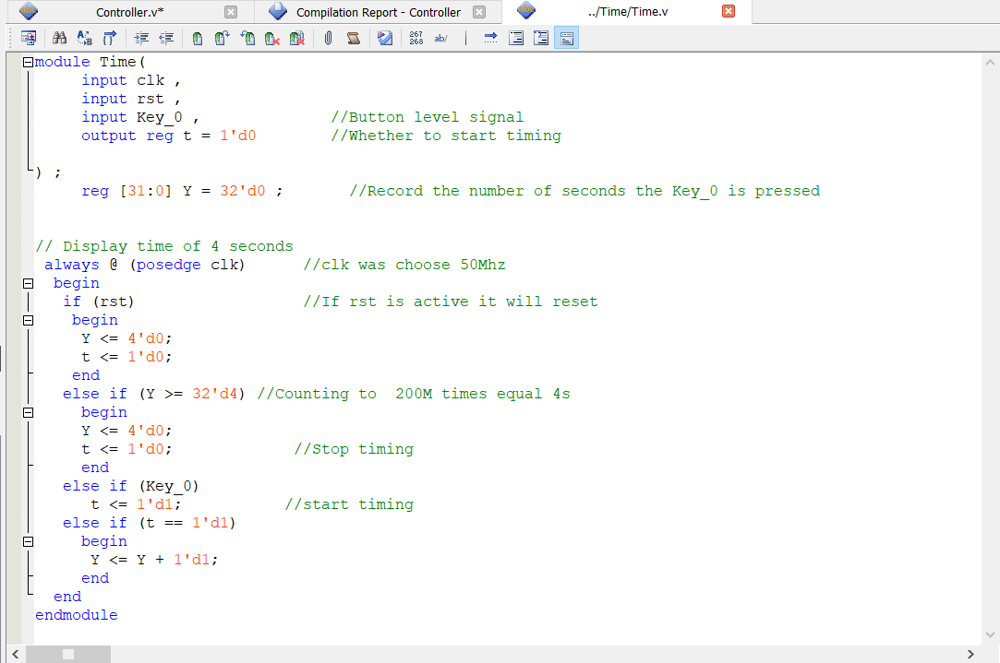 Controller.v* Compilation Report - Controller ../Time/Time.v
267
268 ab/
module Time(
input clk ,
input rst ,
input Key_0 , //Button level signal
output reg t = 1'd0 //Whether to start timing
) ;
reg [31:0] Y = 32'd0 ; //Record the number of seconds the Key_0 is pressed
// Display time of 4 seconds
always @ (posedge clk) //clk was choose 50Mhz
begin
if (rst) //If rst is active it will reset
begin
Y <= 4'd0;
t <= 1'd0;
end
else if (Y >= 32'd4) //Counting to  200M times equal 4s
begin
Y <= 4'd0;
t <= 1'd0; //Stop timing
end
else if (Key_0)
t <= 1'd1; //start timing
else if (t == 1'd1)
begin
Y <= Y + 1'd1;
end
end
endmodule